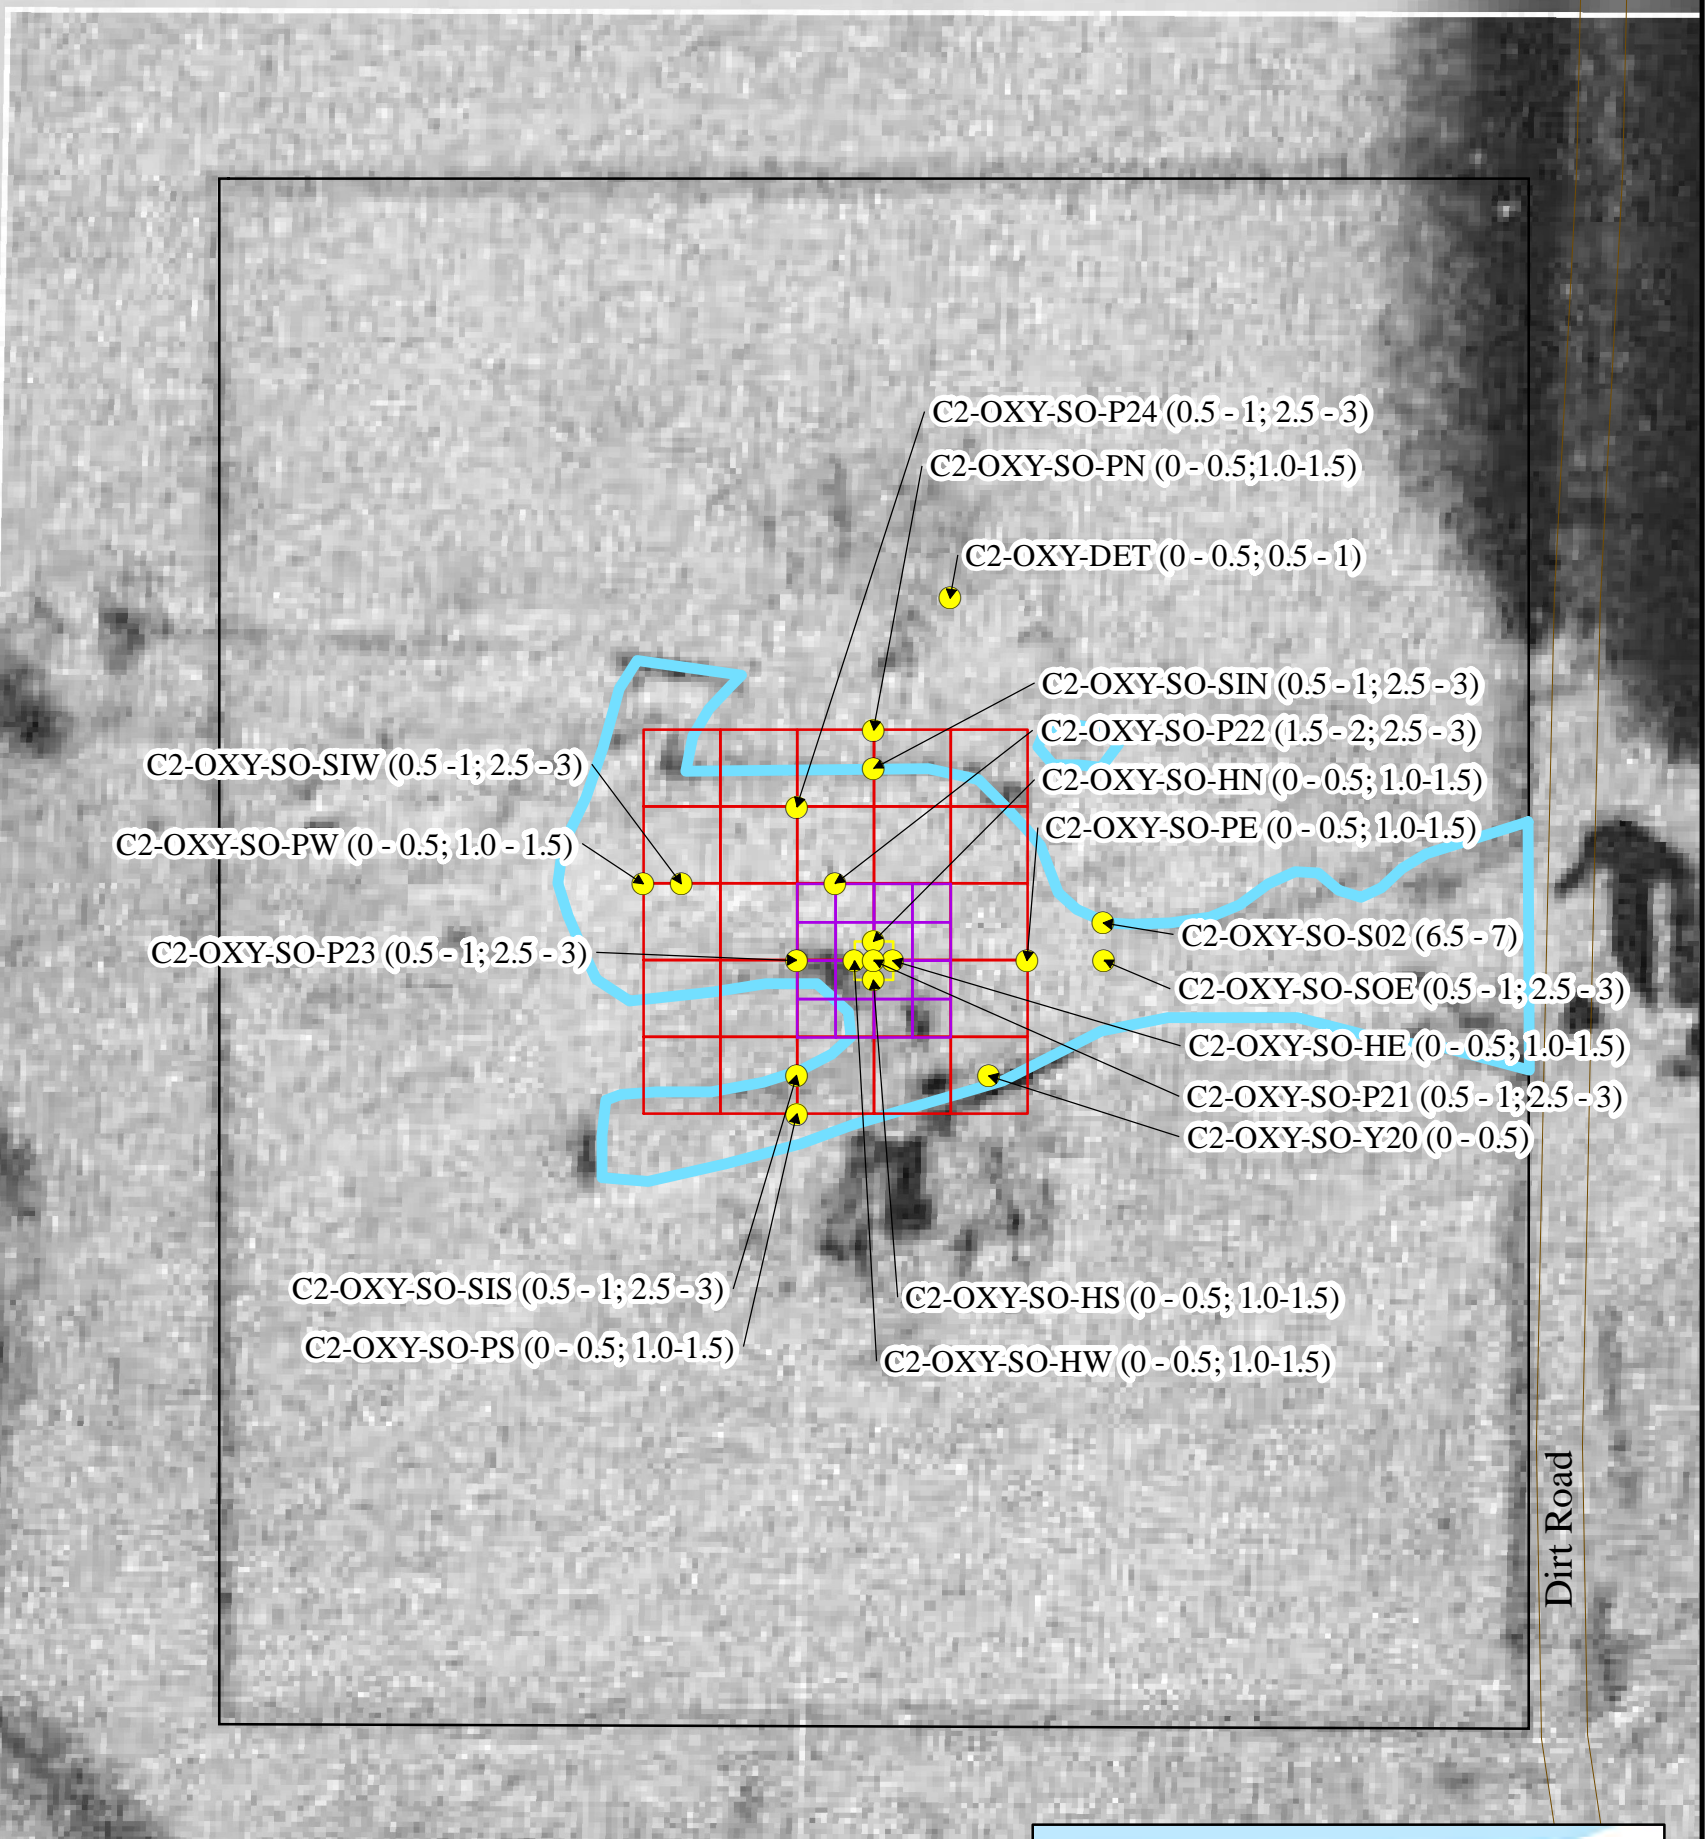 C2-OXY-SO-P24 (0.5 - 1; 2.5 - 3)
C2-OXY-SO-PN (0 - 0.5;1.0-1.5)
C2-OXY-DET (0 - 0.5; 0.5 - 1)
C2-OXY-SO-SIN (0.5 - 1; 2.5 - 3)
C2-OXY-SO-P22 (1.5 - 2; 2.5 - 3)
C2-OXY-SO-SIW (0.5 -1; 2.5 - 3)
C2-OXY-SO-HN (0 - 0.5; 1.0-1.5)
C2-OXY-SO-PE (0 - 0.5; 1.0-1.5)
C2-OXY-SO-PW (0 - 0.5; 1.0 - 1.5)
C2-OXY-SO-S02 (6.5 - 7)
C2-OXY-SO-P23 (0.5 - 1; 2.5 - 3)
C2-OXY-SO-SOE (0.5 - 1; 2.5 - 3)
C2-OXY-SO-HE (0 - 0.5; 1.0-1.5)
C2-OXY-SO-P21 (0.5 - 1; 2.5 - 3)
C2-OXY-SO-Y20 (0 - 0.5)
C2-OXY-SO-SIS (0.5 - 1; 2.5 - 3)
C2-OXY-SO-HS (0 - 0.5; 1.0-1.5)
C2-OXY-SO-PS (0 - 0.5; 1.0-1.5)
C2-OXY-SO-HW (0 - 0.5; 1.0-1.5)
Dirt Road